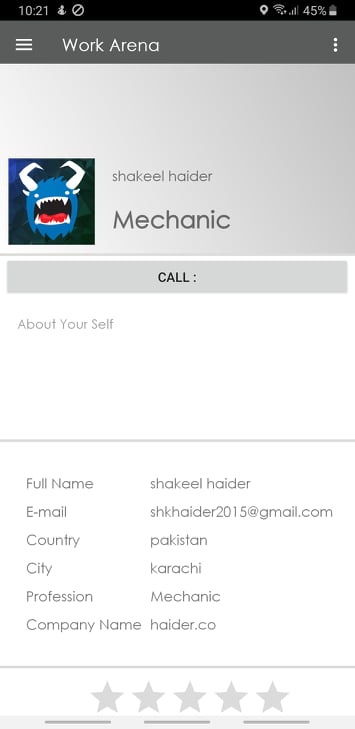 10:21 45%
Work Arena
shakeel haider
Mechanic
CALL :
About Your Self
Full Name shakeel haider
E-mail shkhaider2015@gmail.com
Country pakistan
City karachi
Profession Mechanic
Company Name haider.co